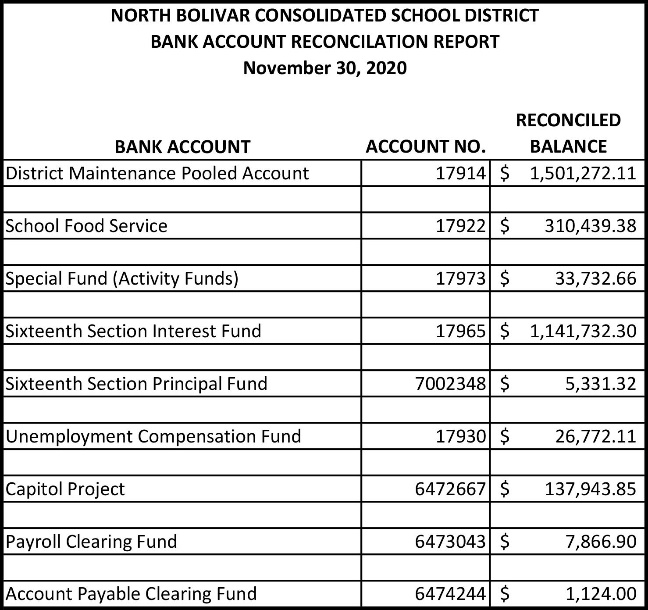 NORTH BOLIVAR CONSOLIDATED SCHOOL DISTRICT
BANK ACCOUNT RECONCILATION REPORT
November 30, 2020
RECONCILED
BANK ACCOUNT ACCOUNT NO. BALANCE
District Maintenance Pooled Account 17914 $ 1,501,272.11
School Food Service 17922 $ 310,439.38
Special Fund (Activity Funds) 17973 $ 33,732.66
Sixteenth Section Interest Fund 17965 $ 1,141,732.30
Sixteenth Section Principal Fund 7002348 $ 5,331.32
Unemployment Compensation Fund 17930 $ 26,772.11
Capitol Project 6472667 $ 137,943.85
Payroll Clearing Fund 6473043 $ 7,866.90
Account Payable Clearing Fund 6474244 $ 1,124.00